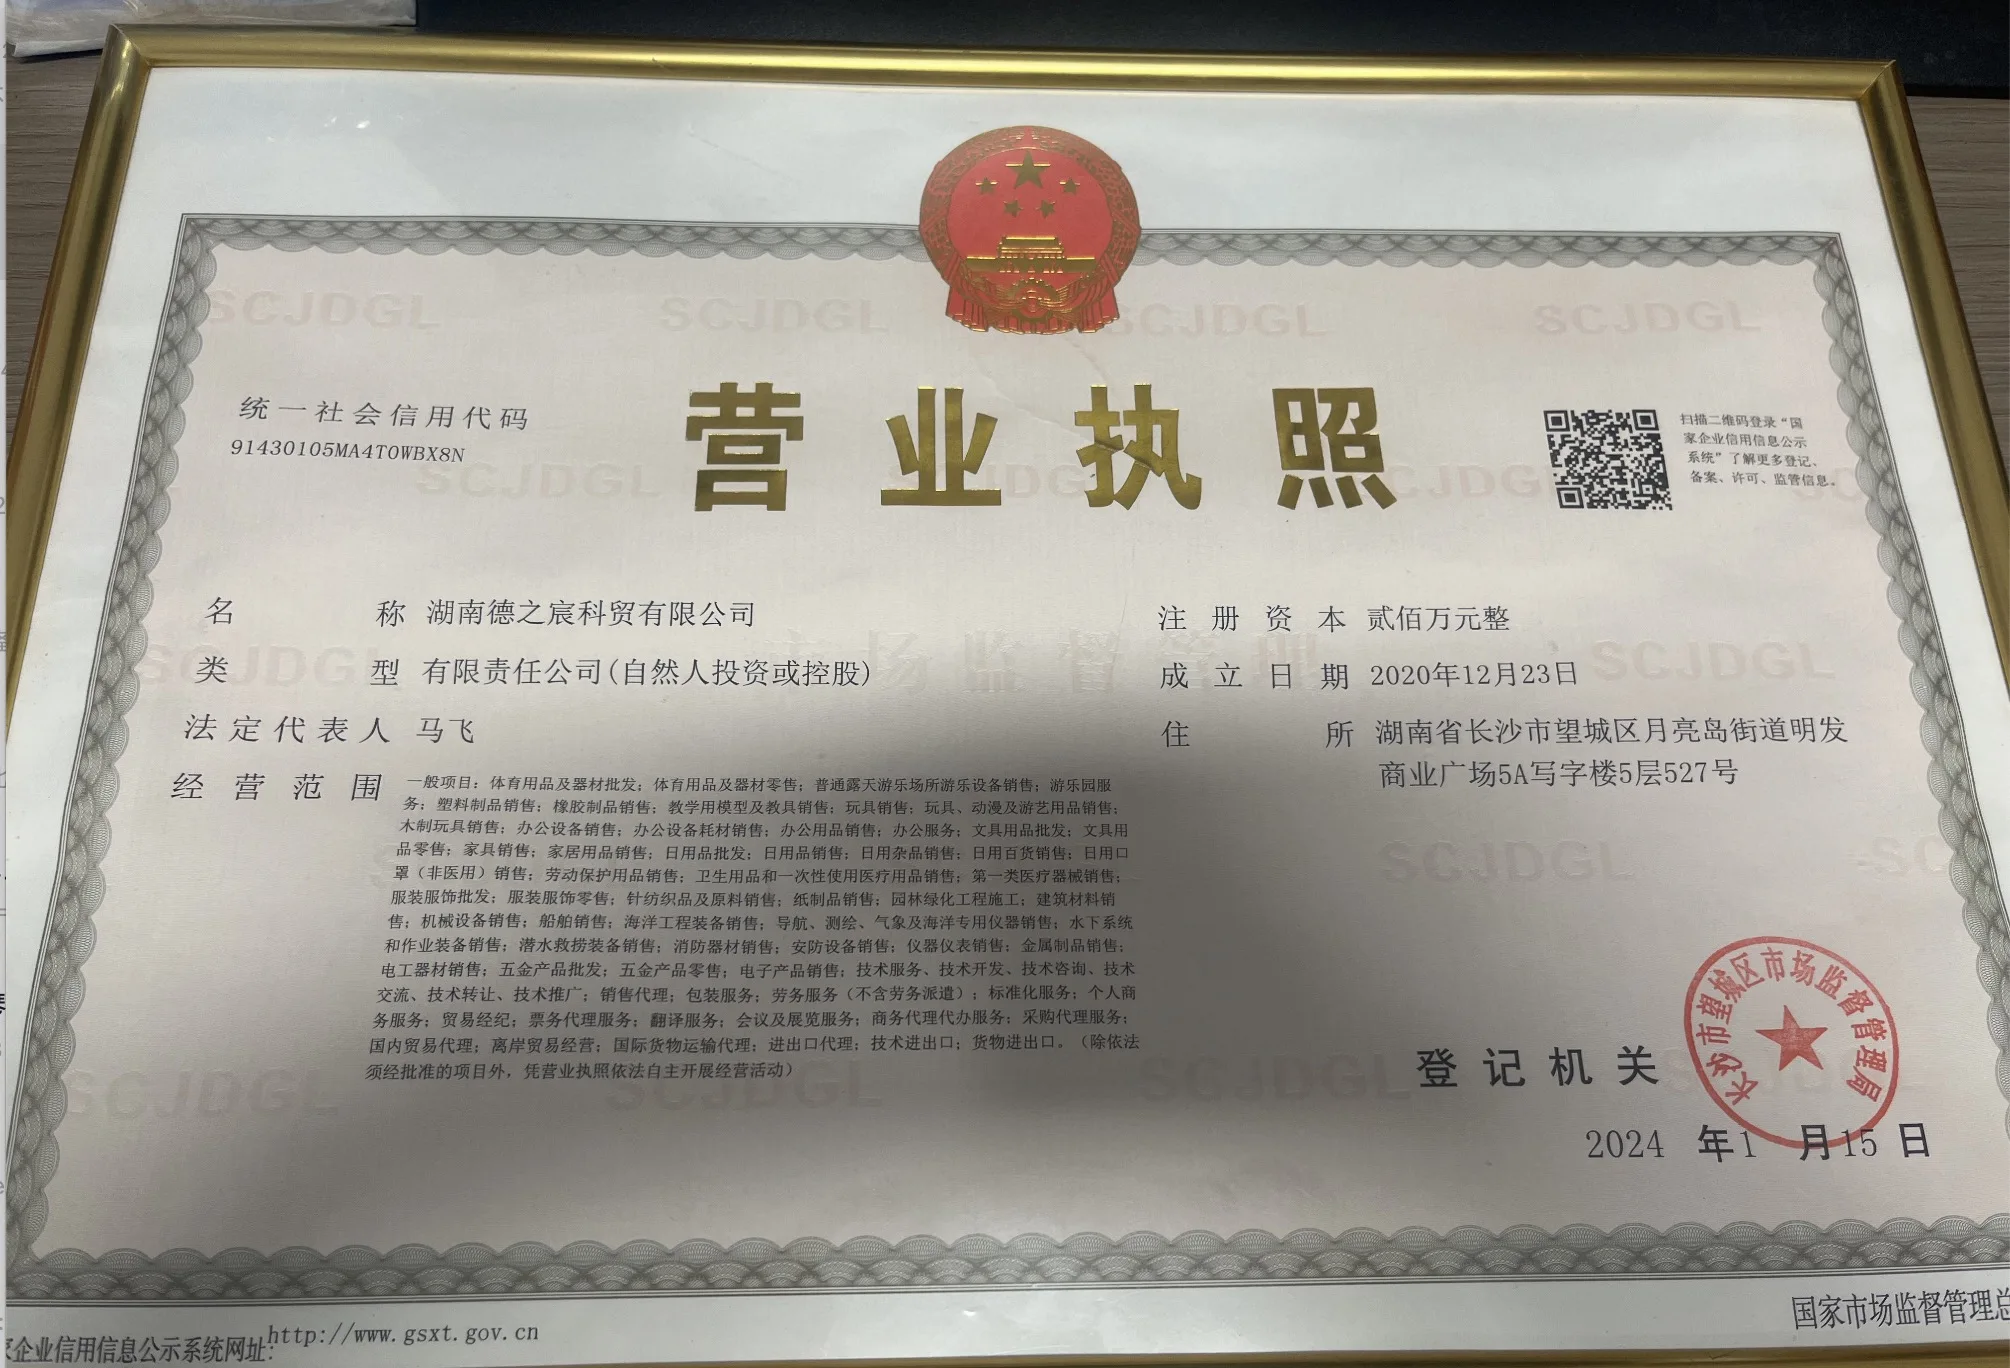 营业执照
统一社会信用代码
91430105MA4T0WBX8N
扫描二维码登录“国
家企业信用信息公示
系统”了解更多登记、
备案、许可、监管信息。
名称 湖南德之宸科贸有限公司
类型 有限责任公司(自然人投资或控股)
法定代表人 马飞
经营范围 一般项目：体育用品及器材批发；体育用品及器材零售；普通露天游乐场所游乐设备销售；游乐园服
务；塑料制品销售；橡胶制品销售；教学用模型及教具销售；玩具销售；玩具、动漫及游艺用品销售；
木制玩具销售；办公设备销售；办公设备耗材销售；办公用品销售；办公服务；文具用品批发；文具用
品零售；家具销售；家居用品销售；日用品批发；日用品销售；日用杂品销售；日用百货销售；日用口
罩（非医用）销售；劳动保护用品销售；卫生用品和一次性使用医疗用品销售；第一类医疗器械销售；
服装服饰批发；服装服饰零售；针纺织品及原料销售；纸制品销售；园林绿化工程施工；建筑材料销
售；机械设备销售；船舶销售；海洋工程装备销售；导航、测绘、气象及海洋专用仪器销售；水下系统
和作业装备销售；潜水救捞装备销售；消防器材销售；安防设备销售；仪器仪表销售；金属制品销售；
电工器材销售；五金产品批发；五金产品零售；电子产品销售；技术服务、技术开发、技术咨询、技术
交流、技术转让、技术推广；销售代理；包装服务；劳务服务（不含劳务派遣）；标准化服务；个人商
务服务；贸易经纪；票务代理服务；翻译服务；会议及展览服务；商务代理代办服务；采购代理服务；
国内贸易代理；离岸贸易经营；国际货物运输代理；进出口代理；技术进出口；货物进出口。（除依法
须经批准的项目外，凭营业执照依法自主开展经营活动）
注册资本 贰佰万元整
成立日期 2020年12月23日
住所 湖南省长沙市望城区月亮岛街道明发
商业广场5A写字楼5层527号
登记机关
长沙市望城区市场监督管理局
2024 年1 月15 日
企业信用信息公示系统网址：http://www.gsxt.gov.cn
国家市场监督管理总
SCJDGL
市场监督管理